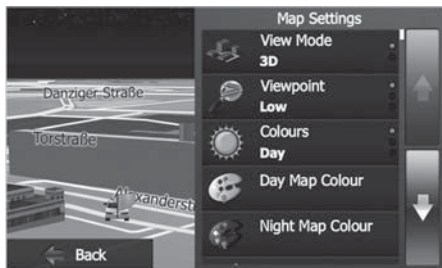 Map Settings
View Mode
3D
Viewpoint
Low
Colours
Day
Day Map Colour
Night Map Colour
Danziger Straße
Torstraße
Alexanderst
Back